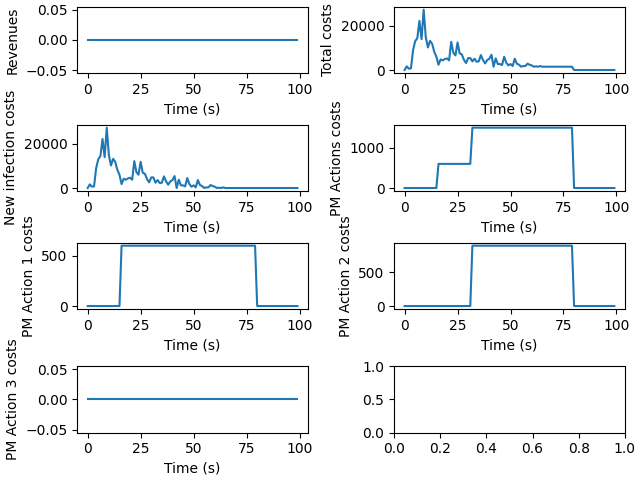 Revenues
0.05
0.00
−0.05
0 25 50 75 100
Time (s)
Total costs
20000
0
0 25 50 75 100
Time (s)
New infection costs
20000
0
0 25 50 75 100
Time (s)
PM Actions costs
1000
0
0 25 50 75 100
Time (s)
PM Action 1 costs
500
0
0 25 50 75 100
Time (s)
PM Action 2 costs
500
0
0 25 50 75 100
Time (s)
PM Action 3 costs
0.05
0.00
−0.05
0 25 50 75 100
Time (s)
1.0
0.5
0.0
0.0 0.2 0.4 0.6 0.8 1.0